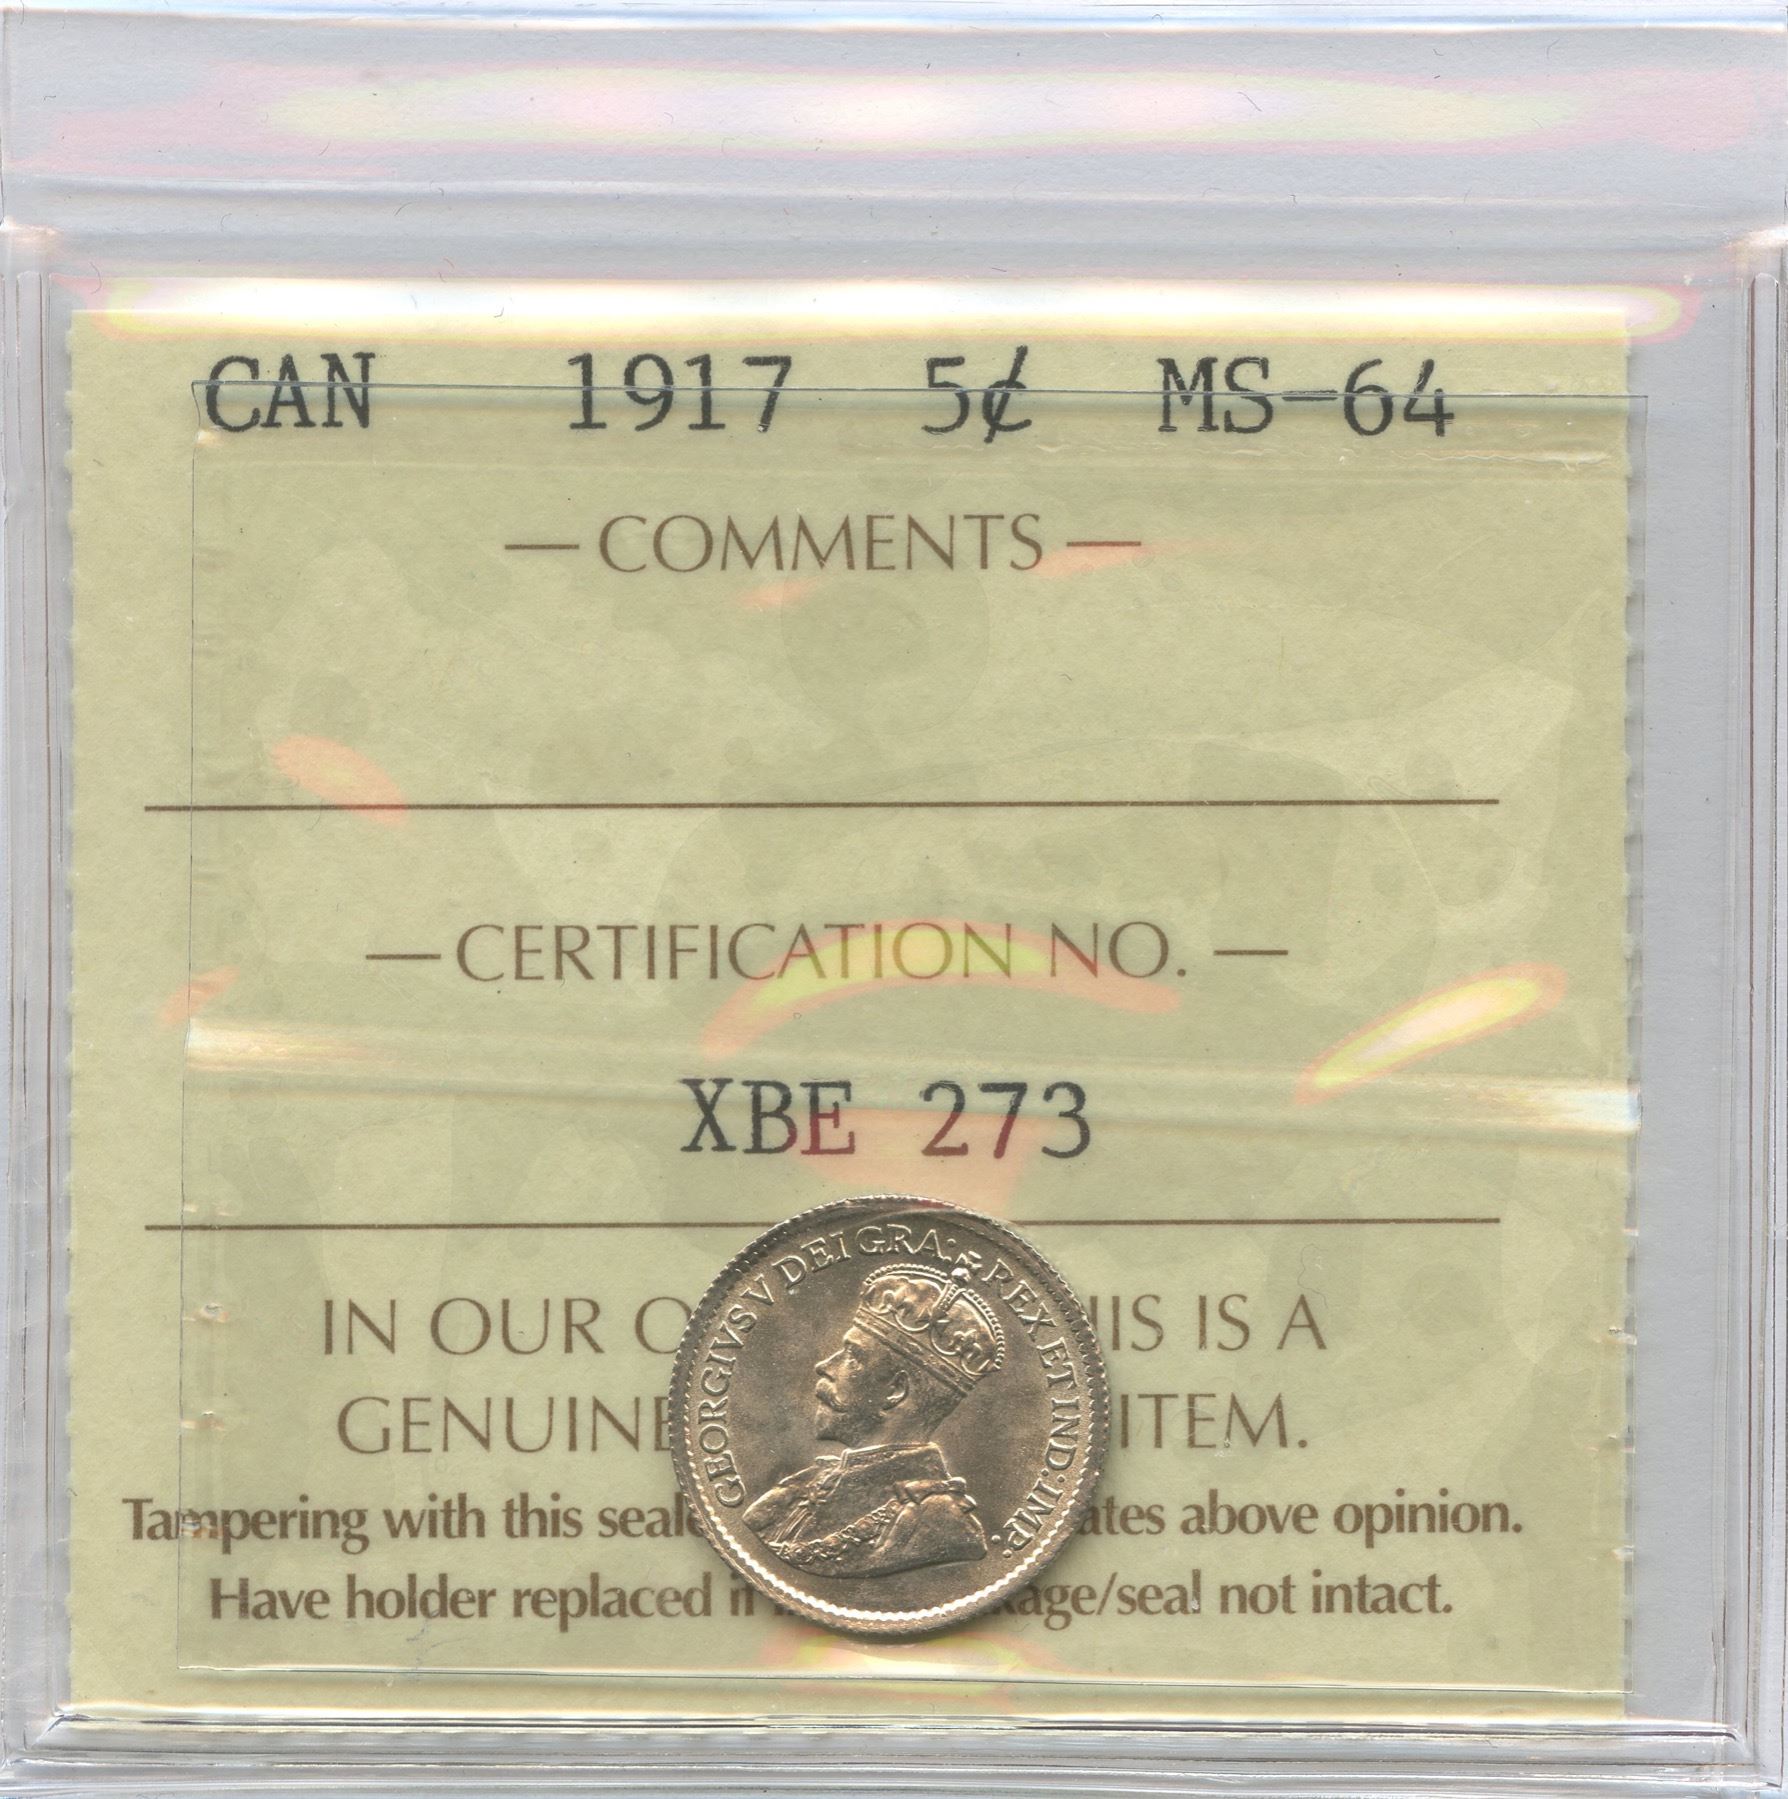 CAN 1917 5¢ MS-64
— COMMENTS —
— CERTIFICATION NO. —
XBE 273
GEORGIVS V DEI GRA: REX ET IND: IMP:
IN OUR O IS IS A
GENUINE ITEM.
Tampering with this seal ates above opinion.
Have holder replaced age/seal not intact.